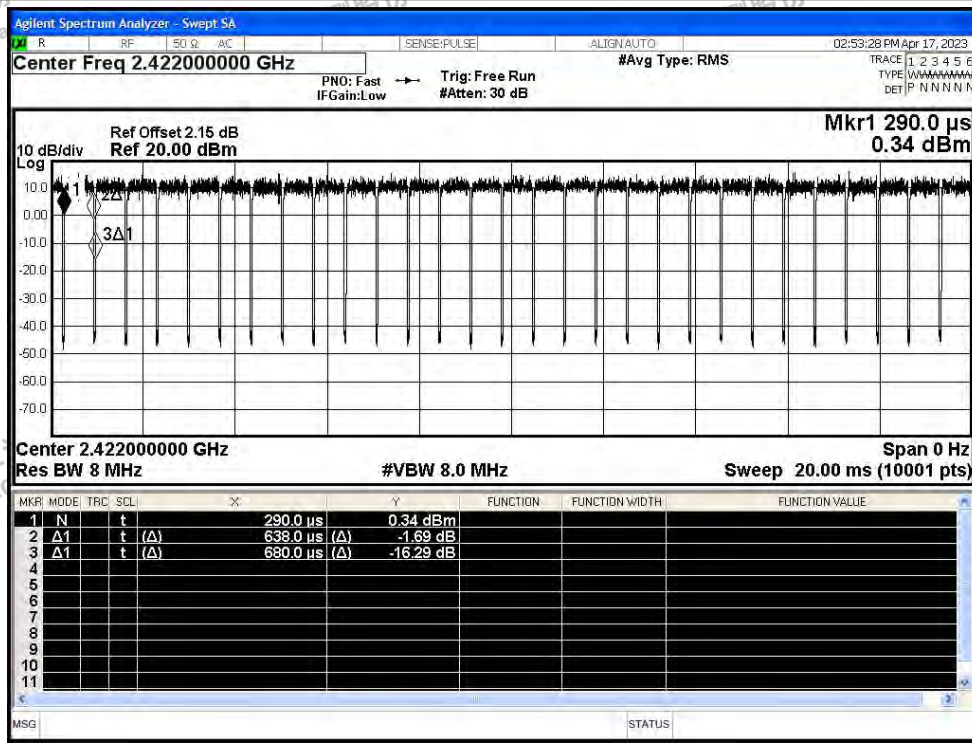 Agilent Spectrum Analyzer - Swept SA
R RF 50 Ω AC SENSE:PULSE ALIGNAUTO 02:53:28 PM Apr 17, 2023
Center Freq 2.422000000 GHz #Avg Type: RMS TRACE 1 2 3 4 5 6
PNO: Fast Trig: Free Run TYPE
IFGain:Low #Atten: 30 dB DET P N N N N N
Mkr1 290.0 µs
Ref Offset 2.15 dB
10 dB/div Ref 20.00 dBm 0.34 dBm
Log
10.0
1
2Δ1
0.00
3Δ1
-10.0
-20.0
-30.0
-40.0
-50.0
-60.0
-70.0
Center 2.422000000 GHz Span 0 Hz
Res BW 8 MHz #VBW 8.0 MHz Sweep 20.00 ms (10001 pts)
MKR MODE TRC SCL X Y FUNCTION FUNCTION WIDTH FUNCTION VALUE
1 N t 290.0 µs 0.34 dBm
2 Δ1 t (Δ) 638.0 µs (Δ) -1.69 dB
3 Δ1 t (Δ) 680.0 µs (Δ) -16.29 dB
4
5
6
7
8
9
10
11
MSG STATUS